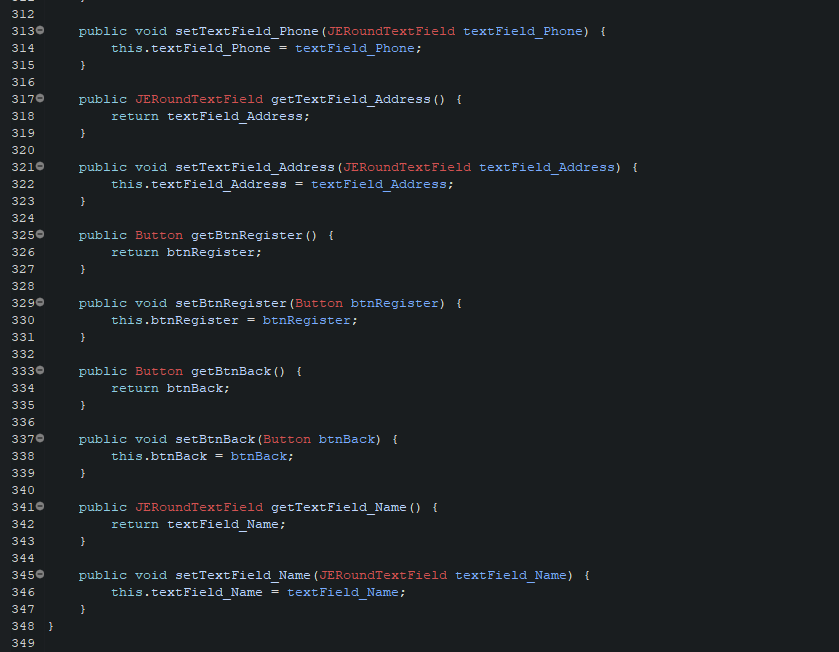 312
313 public void setTextField_Phone(JERoundTextField textField_Phone) {
314 this.textField_Phone = textField_Phone;
315 }
316
317 public JERoundTextField getTextField_Address() {
318 return textField_Address;
319 }
320
321 public void setTextField_Address(JERoundTextField textField_Address) {
322 this.textField_Address = textField_Address;
323 }
324
325 public Button getBtnRegister() {
326 return btnRegister;
327 }
328
329 public void setBtnRegister(Button btnRegister) {
330 this.btnRegister = btnRegister;
331 }
332
333 public Button getBtnBack() {
334 return btnBack;
335 }
336
337 public void setBtnBack(Button btnBack) {
338 this.btnBack = btnBack;
339 }
340
341 public JERoundTextField getTextField_Name() {
342 return textField_Name;
343 }
344
345 public void setTextField_Name(JERoundTextField textField_Name) {
346 this.textField_Name = textField_Name;
347 }
348 }
349